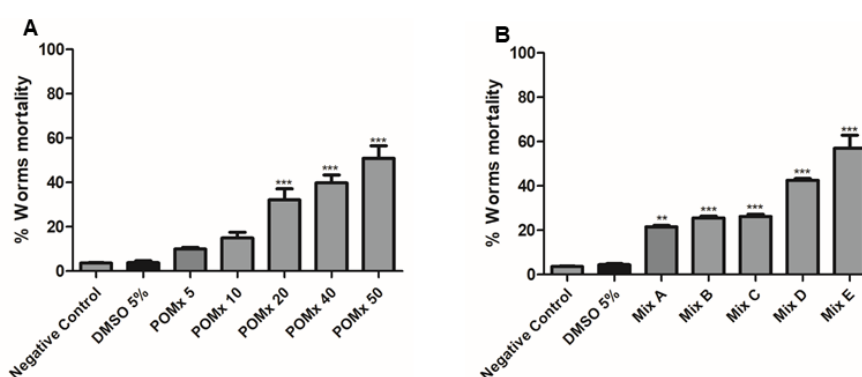 A
% Worms mortality
100
80
60
40
20
0
***
***
***
Negative Control
DMSO 5%
POMx 5
POMx 10
POMx 20
POMx 40
POMx 50
B
% Worms mortality
100
80
60
40
20
0
**
***
***
***
***
Negative Control
DMSO 5%
Mix A
Mix B
Mix C
Mix D
Mix E